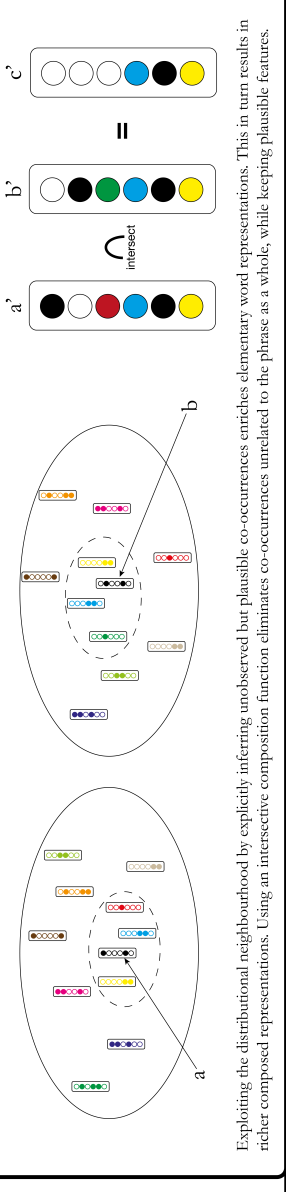 a
b
a'
intersect
b'
=
c'
Exploiting the distributional neighbourhood by explicitly inferring unobserved but plausible co-occurrences enriches elementary word representations. This in turn results in
richer composed representations. Using an intersective composition function eliminates co-occurrences unrelated to the phrase as a whole, while keeping plausible features.